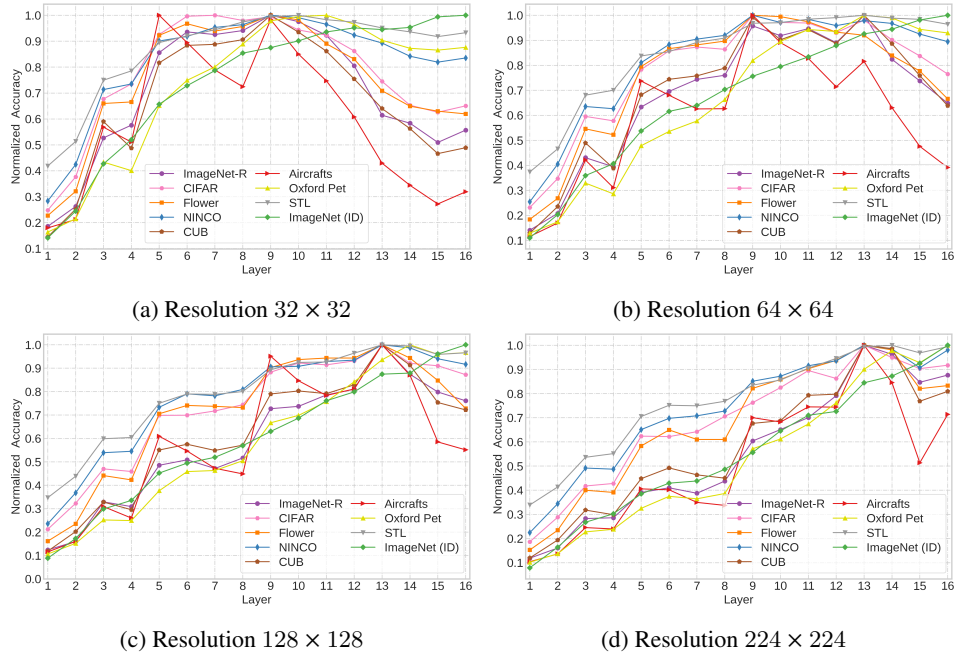 1.0
0.9
0.8
0.7
0.6
0.5
0.4
0.3
0.2
0.1
Normalized Accuracy
ImageNet-R
CIFAR
Flower
NINCO
CUB
Aircrafts
Oxford Pet
STL
ImageNet (ID)
1 2 3 4 5 6 7 8 9 10 11 12 13 14 15 16
Layer
(a) Resolution 32 × 32
1.0
0.9
0.8
0.7
0.6
0.5
0.4
0.3
0.2
0.1
Normalized Accuracy
ImageNet-R
CIFAR
Flower
NINCO
CUB
Aircrafts
Oxford Pet
STL
ImageNet (ID)
1 2 3 4 5 6 7 8 9 10 11 12 13 14 15 16
Layer
(b) Resolution 64 × 64
1.0
0.9
0.8
0.7
0.6
0.5
0.4
0.3
0.2
0.1
0.0
Normalized Accuracy
ImageNet-R
CIFAR
Flower
NINCO
CUB
Aircrafts
Oxford Pet
STL
ImageNet (ID)
1 2 3 4 5 6 7 8 9 10 11 12 13 14 15 16
Layer
(c) Resolution 128 × 128
1.0
0.9
0.8
0.7
0.6
0.5
0.4
0.3
0.2
0.1
Normalized Accuracy
ImageNet-R
CIFAR
Flower
NINCO
CUB
Aircrafts
Oxford Pet
STL
ImageNet (ID)
1 2 3 4 5 6 7 8 9 10 11 12 13 14 15 16
Layer
(d) Resolution 224 × 224